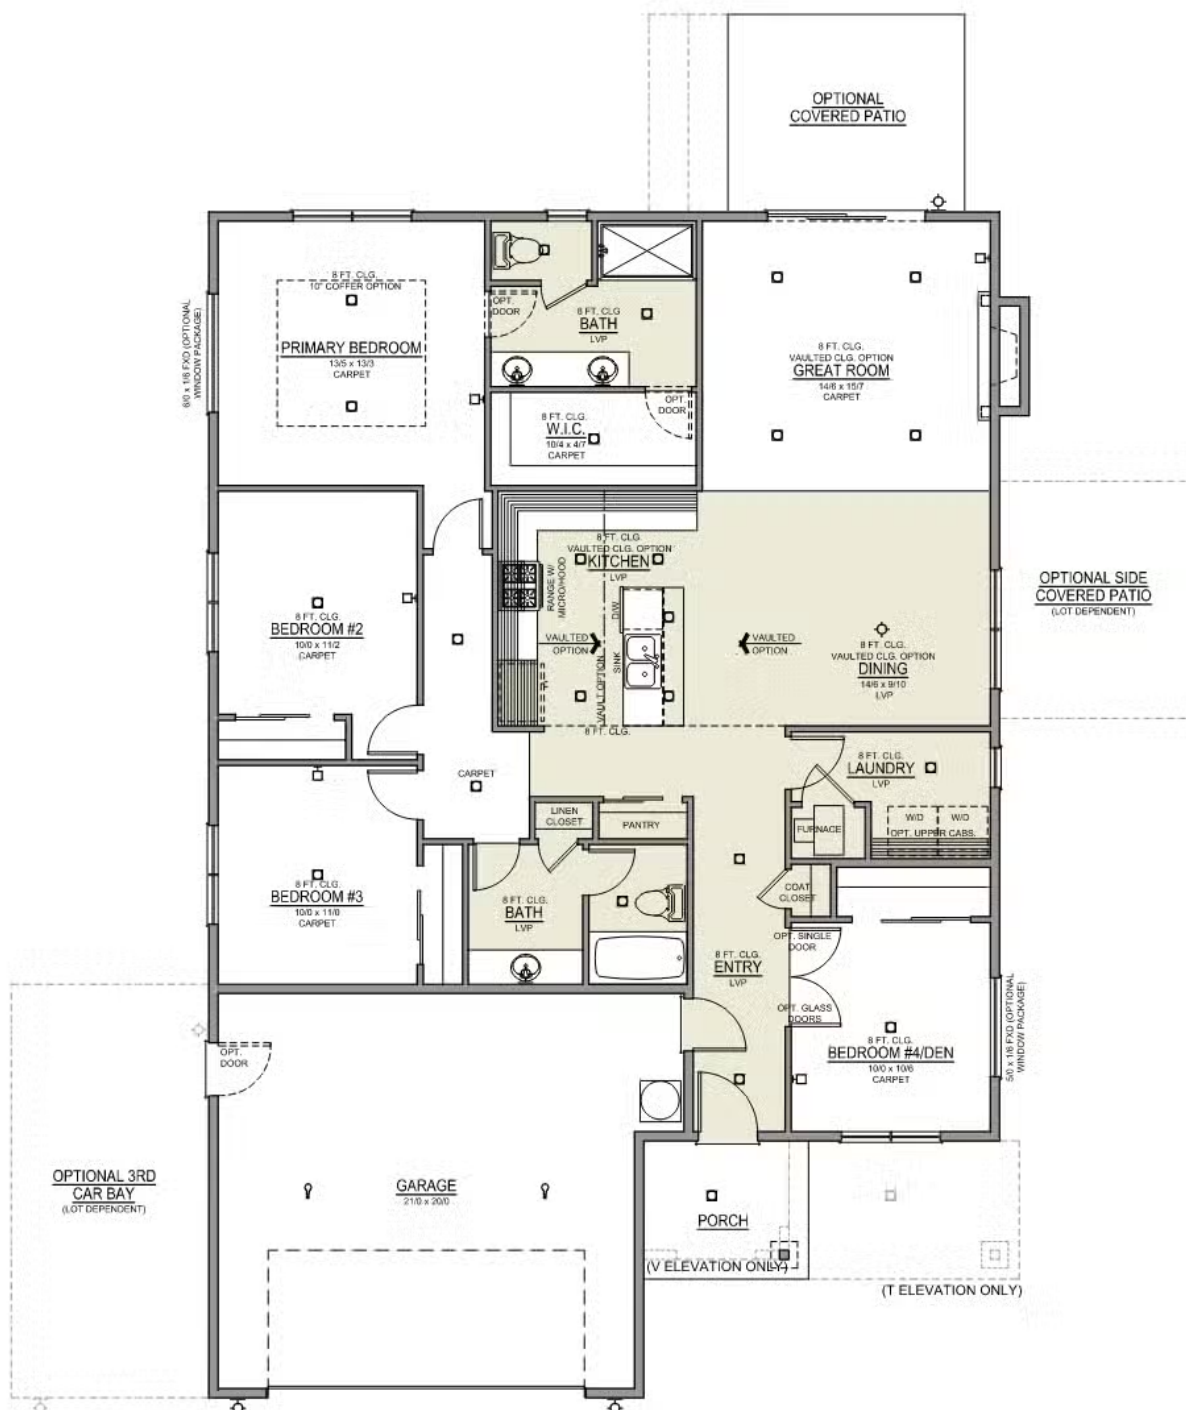 OPTIONAL
COVERED PATIO
8 FT. CLG.
10" COFFER OPTION
PRIMARY BEDROOM
13/5 x 13/3
CARPET
6/0 x 1/6 FXD (OPTIONAL
WINDOW PACKAGE)
OPT.
DOOR
8 FT. CLG
BATH
LVP
8 FT. CLG.
VAULTED CLG. OPTION
GREAT ROOM
14/6 x 15/7
CARPET
8 FT. CLG.
W.I.C.
10/4 x 4/7
CARPET
OPT.
DOOR
8 FT. CLG.
VAULTED CLG. OPTION
KITCHEN
LVP
RANGE W/
MICRO/HOOD
D/W
SINK
VAULTED
OPTION
VAULT OPTION
VAULTED
OPTION
8 FT. CLG.
8 FT. CLG.
VAULTED CLG. OPTION
DINING
14/6 x 9/10
LVP
OPTIONAL SIDE
COVERED PATIO
(LOT DEPENDENT)
8 FT. CLG.
BEDROOM #2
10/0 x 11/2
CARPET
CARPET
8 FT. CLG.
LAUNDRY
LVP
W/D
W/D
OPT. UPPER CABS.
FURNACE
LINEN
CLOSET
PANTRY
8 FT. CLG.
BEDROOM #3
10/0 x 11/0
CARPET
8 FT. CLG.
BATH
LVP
COAT
CLOSET
8 FT. CLG.
ENTRY
LVP
OPT. SINGLE
DOOR
OPT. GLASS
DOORS
8 FT. CLG.
BEDROOM #4/DEN
10/0 x 10/6
CARPET
5/0 x 1/6 FXD (OPTIONAL
WINDOW PACKAGE)
OPT.
DOOR
OPTIONAL 3RD
CAR BAY
(LOT DEPENDENT)
GARAGE
21/0 x 20/0
PORCH
(V ELEVATION ONLY)
(T ELEVATION ONLY)